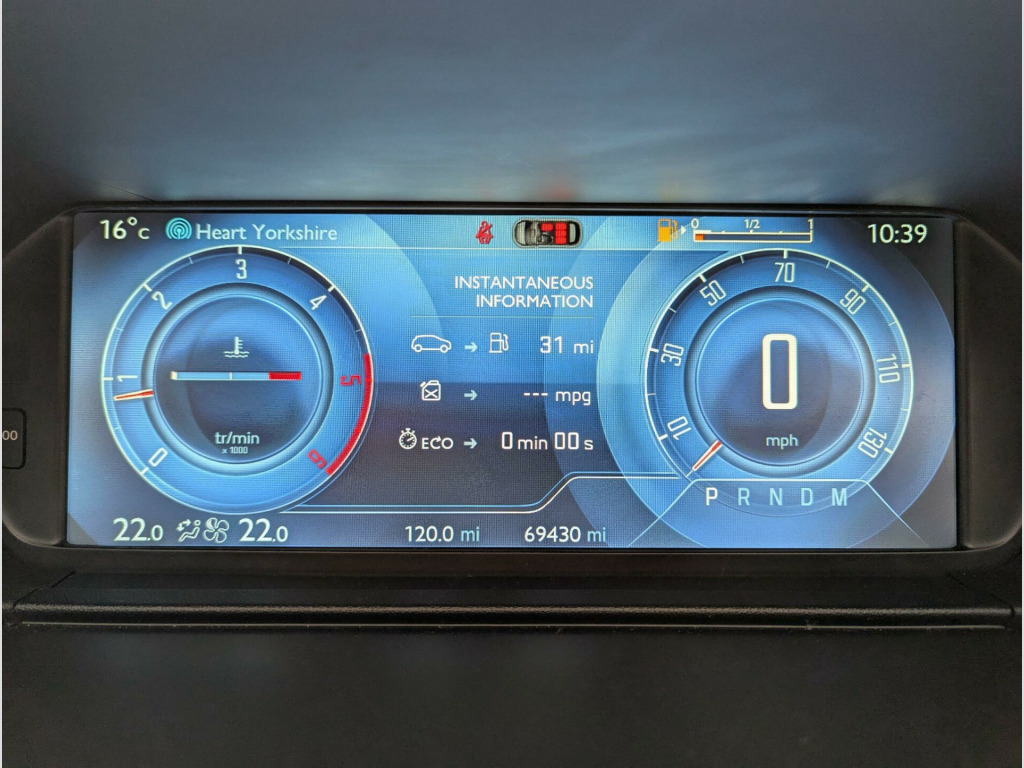 16°C Heart Yorkshire
0 1/2 1
10:39
INSTANTANEOUS
INFORMATION
31 mi
--- mpg
ECO 0 min 00 s
0 1 2 3 4 5 6
tr/min
x 1000
10 30 50 70 90 110 130
0
mph
P R N D M
22.0 22.0
120.0 mi 69430 mi
00